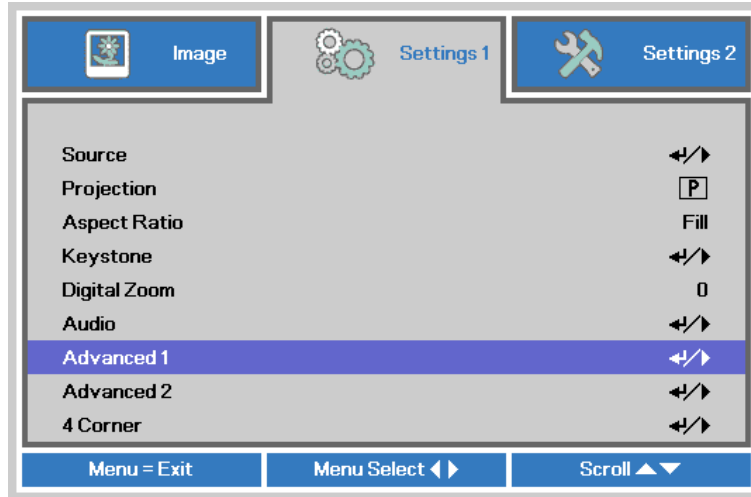 Image
Settings 1
Settings 2
Source
Projection P
Aspect Ratio Fill
Keystone
Digital Zoom 0
Audio
Advanced 1
Advanced 2
4 Corner
Menu = Exit
Menu Select
Scroll